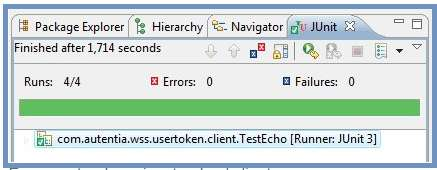 Package Explorer Hierarchy Navigator JUnit
Finished after 1,714 seconds
Runs: 4/4 Errors: 0 Failures: 0
com.autentia.wss.usertoken.client.TestEcho [Runner: JUnit 3]